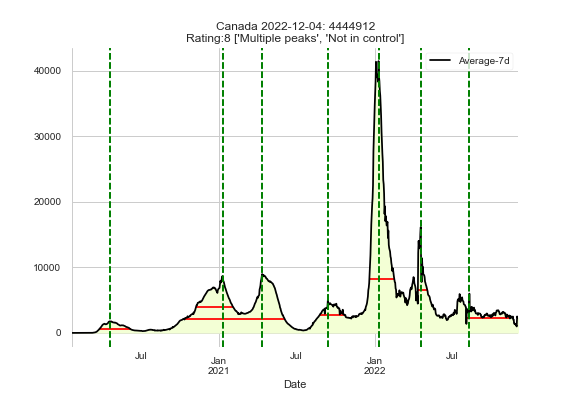 Canada 2022-12-04: 4444912
Rating:8 ['Multiple peaks', 'Not in control']
Average-7d
40000
30000
20000
10000
0
Jul
Jan
2021
Jul
Jan
2022
Jul
Date